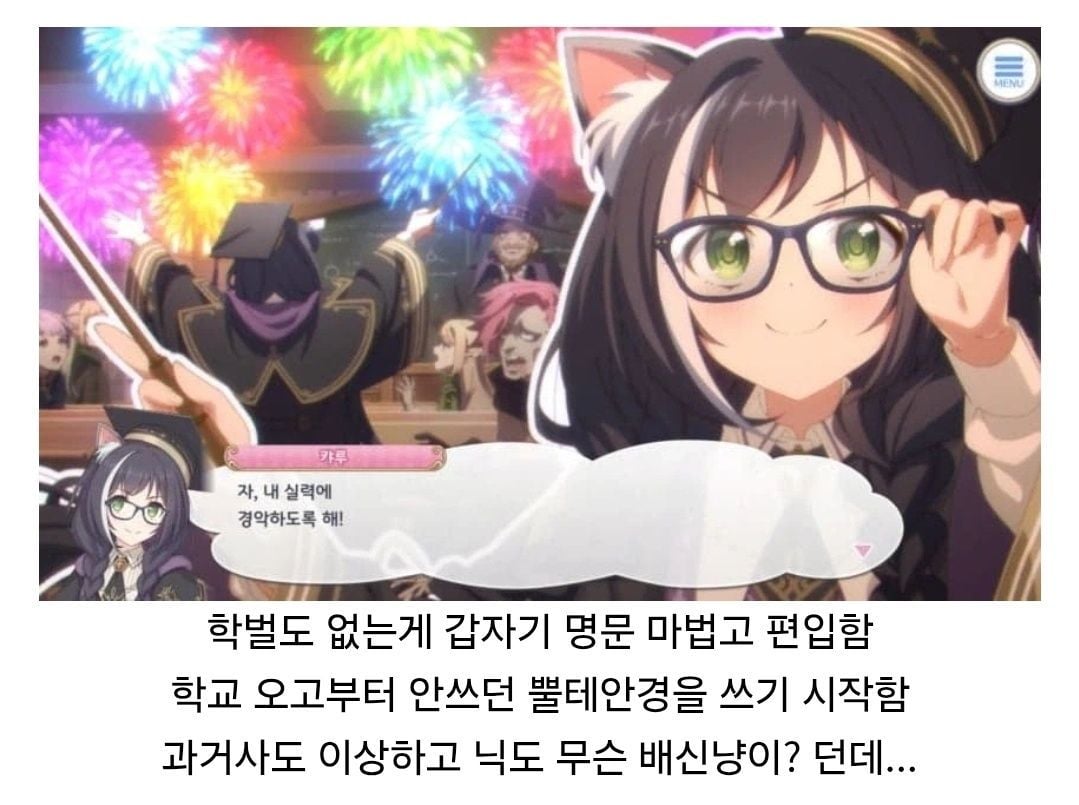 MENU
캬루
자, 내 실력에
경악하도록 해!
학벌도 없는게 갑자기 명문 마법고 편입함
학교 오고부터 안쓰던 뿔테안경을 쓰기 시작함
과거사도 이상하고 닉도 무슨 배신냥이? 던데...